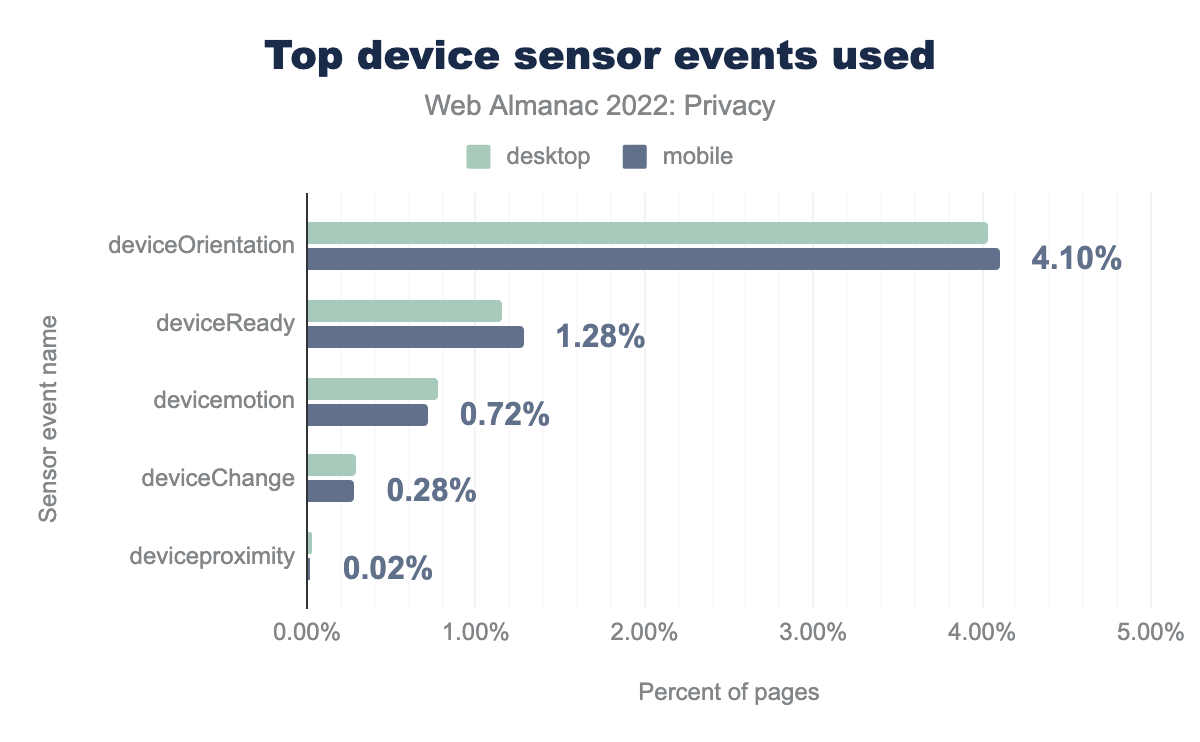 Top device sensor events used
Web Almanac 2022: Privacy
desktop
mobile
Sensor event name
deviceOrientation
4.10%
deviceReady
1.28%
devicemotion
0.72%
deviceChange
0.28%
deviceproximity
0.02%
0.00%
1.00%
2.00%
3.00%
4.00%
5.00%
Percent of pages